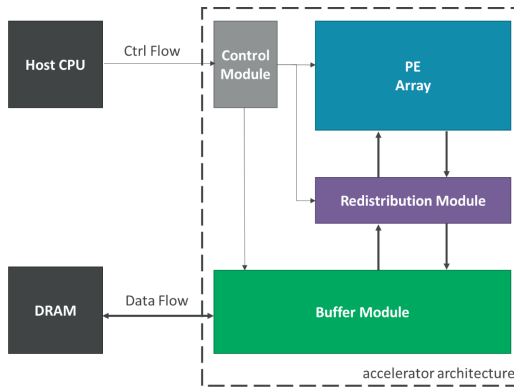 Host CPU
Ctrl Flow
Control
Module
PE
Array
Redistribution Module
DRAM
Data Flow
Buffer Module
accelerator architecture